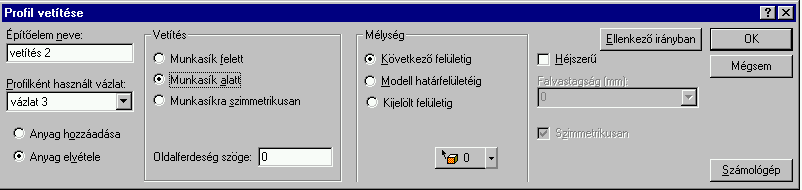 Profil vetítése
Építőelem neve:
vetítés 2
Profilként használt vázlat:
vázlat 3
Anyag hozzáadása
Anyag elvétele
Vetítés
Munkasík felett
Munkasík alatt
Munkasíkra szimmetrikusan
Oldalferdeség szöge: 0
Mélység
Következő felületig
Modell határfelületéig
Kijelölt felületig
0
Ellenkező irányban
Héjszerű
Falvastagság (mm):
0
Szimmetrikusan
OK
Mégsem
Számológép